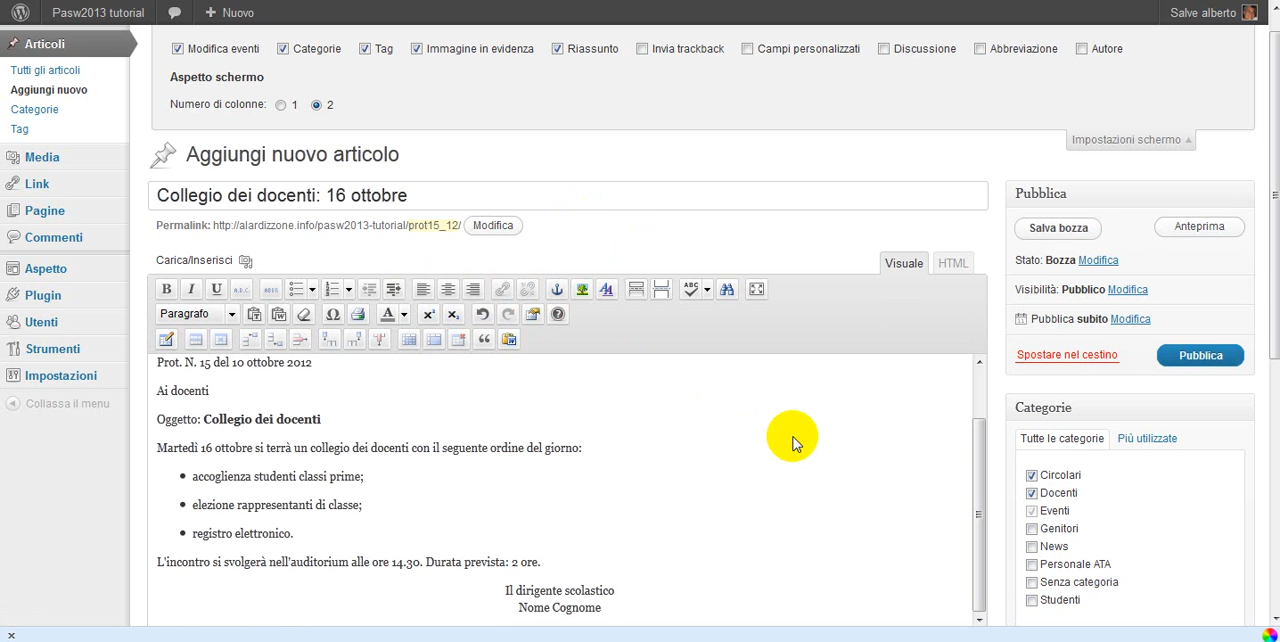 Pasw2013 tutorial + Nuovo Salve alberto
Articoli
Tutti gli articoli
Aggiungi nuovo
Categorie
Tag
Media
Link
Pagine
Commenti
Aspetto
Plugin
Utenti
Strumenti
Impostazioni
Collassa il menu
Modifica eventi Categorie Tag Immagine in evidenza Riassunto Invia trackback Campi personalizzati Discussione Abbreviazione Autore
Aspetto schermo
Numero di colonne: 1 2
Impostazioni schermo
Aggiungi nuovo articolo
Collegio dei docenti: 16 ottobre
Permalink: http://alardizzone.info/pasw2013-tutorial/prot15_12/ Modifica
Carica/Inserisci
Visuale HTML
B I U A.B.C. ABBR. ABC
Paragrafo Ω A x² x₂
Prot. N. 15 del 10 ottobre 2012
Ai docenti
Oggetto: Collegio dei docenti
Martedì 16 ottobre si terrà un collegio dei docenti con il seguente ordine del giorno:
• accoglienza studenti classi prime;
• elezione rappresentanti di classe;
• registro elettronico.
L'incontro si svolgerà nell'auditorium alle ore 14.30. Durata prevista: 2 ore.
Il dirigente scolastico
Nome Cognome
Pubblica
Salva bozza Anteprima
Stato: Bozza Modifica
Visibilità: Pubblico Modifica
Pubblica subito Modifica
Spostare nel cestino Pubblica
Categorie
Tutte le categorie Più utilizzate
Circolari
Docenti
Eventi
Genitori
News
Personale ATA
Senza categoria
Studenti